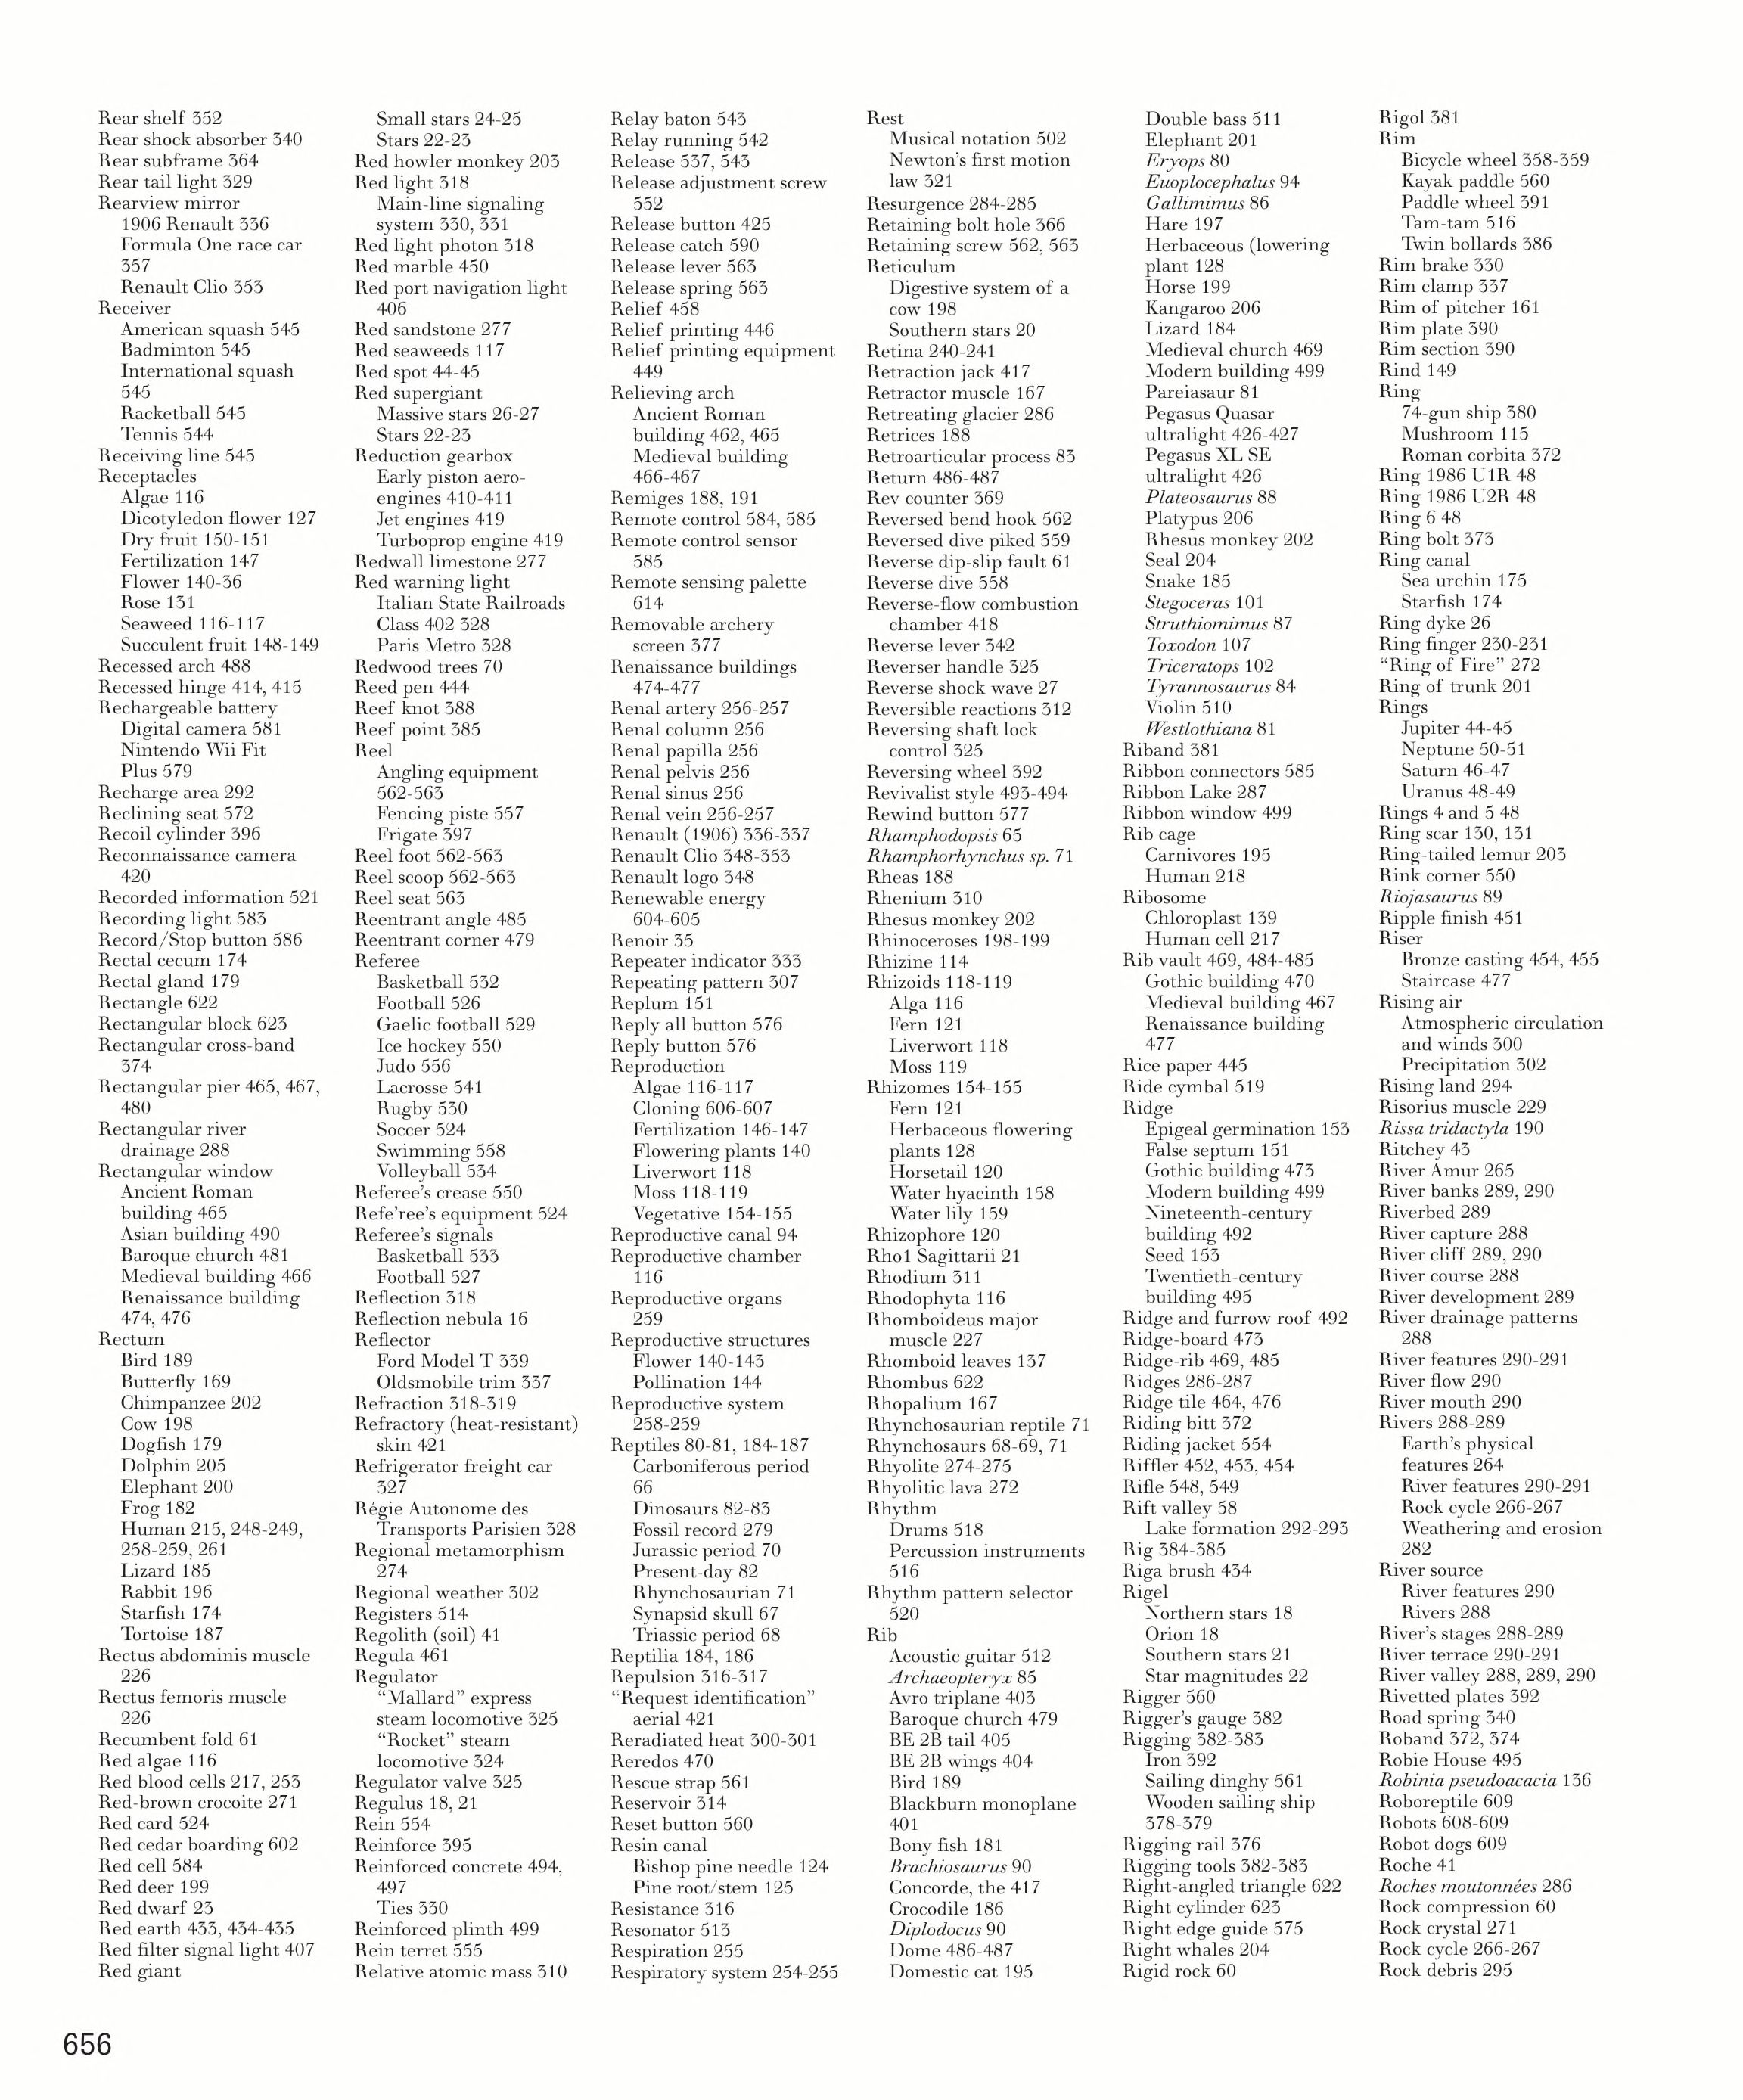 Rear shelf 352
Rear shock absorber 340
Rear subframe 364
Rear tail light 329
Rearview mirror
1906 Renault 336
Formula One race car
357
Renault Clio 353
Receiver
American squash 545
Badminton 545
International squash
545
Racketball 545
Tennis 544
Receiving line 545
Receptacles
Algae 116
Dicotyledon flower 127
Dry fruit 150-151
Fertilization 147
Flower 140-36
Rose 131
Seaweed 116-117
Succulent fruit 148-149
Recessed arch 488
Recessed hinge 414, 415
Rechargeable battery
Digital camera 581
Nintendo Wii Fit
Plus 579
Recharge area 292
Reclining seat 572
Recoil cylinder 396
Reconnaissance camera
420
Recorded information 521
Recording light 583
Record/Stop button 586
Rectal cecum 174
Rectal gland 179
Rectangle 622
Rectangular block 623
Rectangular cross-band
374
Rectangular pier 465, 467,
480
Rectangular river
drainage 288
Rectangular window
Ancient Roman
building 465
Asian building 490
Baroque church 481
Medieval building 466
Renaissance building
474, 476
Rectum
Bird 189
Butterfly 169
Chimpanzee 202
Cow 198
Dogfish 179
Dolphin 205
Elephant 200
Frog 182
Human 215, 248-249,
258-259, 261
Lizard 185
Rabbit 196
Starfish 174
Tortoise 187
Rectus abdominis muscle
226
Rectus femoris muscle
226
Recumbent fold 61
Red algae 116
Red blood cells 217, 253
Red-brown crocoite 271
Red card 524
Red cedar boarding 602
Red cell 584
Red deer 199
Red dwarf 23
Red earth 433, 434-435
Red filter signal light 407
Red giant
Small stars 24-25
Stars 22-23
Red howler monkey 203
Red light 318
Main-line signaling
system 330, 331
Red light photon 318
Red marble 450
Red port navigation light
406
Red sandstone 277
Red seaweeds 117
Red spot 44-45
Red supergiant
Massive stars 26-27
Stars 22-23
Reduction gearbox
Early piston aero-
engines 410-411
Jet engines 419
Turboprop engine 419
Redwall limestone 277
Red warning light
Italian State Railroads
Class 402 328
Paris Metro 328
Redwood trees 70
Reed pen 444
Reef knot 388
Reef point 385
Reel
Angling equipment
562-563
Fencing piste 557
Frigate 397
Reel foot 562-563
Reel scoop 562-563
Reel seat 563
Reentrant angle 485
Reentrant corner 479
Referee
Basketball 532
Football 526
Gaelic football 529
Ice hockey 550
Judo 556
Lacrosse 541
Rugby 530
Soccer 524
Swimming 558
Volleyball 534
Referee's crease 550
Refe'ree's equipment 524
Referee's signals
Basketball 533
Football 527
Reflection 318
Reflection nebula 16
Reflector
Ford Model T 339
Oldsmobile trim 337
Refraction 318-319
Refractory (heat-resistant)
skin 421
Refrigerator freight car
327
Régie Autonome des
Transports Parisien 328
Regional metamorphism
274
Regional weather 302
Registers 514
Regolith (soil) 41
Regula 461
Regulator
“Mallard” express
steam locomotive 325
“Rocket” steam
locomotive 324
Regulator valve 325
Regulus 18, 21
Rein 554
Reinforce 395
Reinforced concrete 494,
497
Ties 330
Reinforced plinth 499
Rein terret 555
Relative atomic mass 310
Relay baton 543
Relay running 542
Release 537, 543
Release adjustment screw
552
Release button 425
Release catch 590
Release lever 563
Release spring 563
Relief 458
Relief printing 446
Relief printing equipment
449
Relieving arch
Ancient Roman
building 462, 465
Medieval building
466-467
Remiges 188, 191
Remote control 584, 585
Remote control sensor
585
Remote sensing palette
614
Removable archery
screen 377
Renaissance buildings
474-477
Renal artery 256-257
Renal column 256
Renal papilla 256
Renal pelvis 256
Renal sinus 256
Renal vein 256-257
Renault (1906) 336-337
Renault Clio 348-353
Renault logo 348
Renewable energy
604-605
Renoir 35
Repeater indicator 333
Repeating pattern 307
Replum 151
Reply all button 576
Reply button 576
Reproduction
Algae 116-117
Cloning 606-607
Fertilization 146-147
Flowering plants 140
Liverwort 118
Moss 118-119
Vegetative 154-155
Reproductive canal 94
Reproductive chamber
116
Reproductive organs
259
Reproductive structures
Flower 140-143
Pollination 144
Reproductive system
258-259
Reptiles 80-81, 184-187
Carboniferous period
66
Dinosaurs 82-83
Fossil record 279
Jurassic period 70
Present-day 82
Rhynchosaurian 71
Synapsid skull 67
Triassic period 68
Reptilia 184, 186
Repulsion 316-317
“Request identification”
aerial 421
Reradiated heat 300-301
Reredos 470
Rescue strap 561
Reservoir 314
Reset button 560
Resin canal
Bishop pine needle 124
Pine root/stem 125
Resistance 316
Resonator 513
Respiration 255
Respiratory system 254-255
Rest
Musical notation 502
Newton's first motion
law 321
Resurgence 284-285
Retaining bolt hole 366
Retaining screw 562, 563
Reticulum
Digestive system of a
cow 198
Southern stars 20
Retina 240-241
Retraction jack 417
Retractor muscle 167
Retreating glacier 286
Retrices 188
Retroarticular process 83
Return 486-487
Rev counter 369
Reversed bend hook 562
Reversed dive piked 559
Reverse dip-slip fault 61
Reverse dive 558
Reverse-flow combustion
chamber 418
Reverse lever 342
Reverser handle 325
Reverse shock wave 27
Reversible reactions 312
Reversing shaft lock
control 325
Reversing wheel 392
Revivalist style 493-494
Rewind button 577
Rhamphodopsis 65
Rhamphorhynchus sp. 71
Rheas 188
Rhenium 310
Rhesus monkey 202
Rhinoceroses 198-199
Rhizine 114
Rhizoids 118-119
Alga 116
Fern 121
Liverwort 118
Moss 119
Rhizomes 154-155
Fern 121
Herbaceous flowering
plants 128
Horsetail 120
Water hyacinth 158
Water lily 159
Rhizophore 120
Rho1 Sagittarii 21
Rhodium 311
Rhodophyta 116
Rhomboideus major
muscle 227
Rhomboid leaves 137
Rhombus 622
Rhopalium 167
Rhynchosaurian reptile 71
Rhynchosaurs 68-69, 71
Rhyolite 274-275
Rhyolitic lava 272
Rhythm
Drums 518
Percussion instruments
516
Rhythm pattern selector
520
Rib
Acoustic guitar 512
Archaeopteryx 85
Avro triplane 403
Baroque church 479
BE 2B tail 405
BE 2B wings 404
Bird 189
Blackburn monoplane
401
Bony fish 181
Brachiosaurus 90
Concorde, the 417
Crocodile 186
Diplodocus 90
Dome 486-487
Domestic cat 195
Double bass 511
Elephant 201
Eryops 80
Euoplocephalus 94
Gallimimus 86
Hare 197
Herbaceous (lowering
plant 128
Horse 199
Kangaroo 206
Lizard 184
Medieval church 469
Modern building 499
Pareiasaur 81
Pegasus Quasar
ultralight 426-427
Pegasus XL SE
ultralight 426
Plateosaurus 88
Platypus 206
Rhesus monkey 202
Seal 204
Snake 185
Stegoceras 101
Struthiomimus 87
Toxodon 107
Triceratops 102
Tyrannosaurus 84
Violin 510
Westlothiana 81
Riband 381
Ribbon connectors 585
Ribbon Lake 287
Ribbon window 499
Rib cage
Carnivores 195
Human 218
Ribosome
Chloroplast 139
Human cell 217
Rib vault 469, 484-485
Gothic building 470
Medieval building 467
Renaissance building
477
Rice paper 445
Ride cymbal 519
Ridge
Epigeal germination 153
False septum 151
Gothic building 473
Modern building 499
Nineteenth-century
building 492
Seed 153
Twentieth-century
building 495
Ridge and furrow roof 492
Ridge-board 473
Ridge-rib 469, 485
Ridges 286-287
Ridge tile 464, 476
Riding bitt 372
Riding jacket 554
Riffler 452, 453, 454
Rifle 548, 549
Rift valley 58
Lake formation 292-293
Rig 384-385
Riga brush 434
Rigel
Northern stars 18
Orion 18
Southern stars 21
Star magnitudes 22
Rigger 560
Rigger's gauge 382
Rigging 382-383
Iron 392
Sailing dinghy 561
Wooden sailing ship
378-379
Rigging rail 376
Rigging tools 382-383
Right-angled triangle 622
Right cylinder 623
Right edge guide 575
Right whales 204
Rigid rock 60
Rigol 381
Rim
Bicycle wheel 358-359
Kayak paddle 560
Paddle wheel 391
Tam-tam 516
Twin bollards 386
Rim brake 330
Rim clamp 337
Rim of pitcher 161
Rim plate 390
Rim section 390
Rind 149
Ring
74-gun ship 380
Mushroom 115
Roman corbita 372
Ring 1986 U1R 48
Ring 1986 U2R 48
Ring 6 48
Ring bolt 373
Ring canal
Sea urchin 175
Starfish 174
Ring dyke 26
Ring finger 230-231
“Ring of Fire” 272
Ring of trunk 201
Rings
Jupiter 44-45
Neptune 50-51
Saturn 46-47
Uranus 48-49
Rings 4 and 5 48
Ring scar 130, 131
Ring-tailed lemur 203
Rink corner 550
Riojasaurus 89
Ripple finish 451
Riser
Bronze casting 454, 455
Staircase 477
Rising air
Atmospheric circulation
and winds 300
Precipitation 302
Rising land 294
Risorius muscle 229
Rissa tridactyla 190
Ritchey 43
River Amur 265
River banks 289, 290
Riverbed 289
River capture 288
River cliff 289, 290
River course 288
River development 289
River drainage patterns
288
River features 290-291
River flow 290
River mouth 290
Rivers 288-289
Earth's physical
features 264
River features 290-291
Rock cycle 266-267
Weathering and erosion
282
River source
River features 290
Rivers 288
River's stages 288-289
River terrace 290-291
River valley 288, 289, 290
Rivetted plates 392
Road spring 340
Roband 372, 374
Robie House 495
Robinia pseudoacacia 136
Roboreptile 609
Robots 608-609
Robot dogs 609
Roche 41
Roches moutonnées 286
Rock compression 60
Rock crystal 271
Rock cycle 266-267
Rock debris 295
656